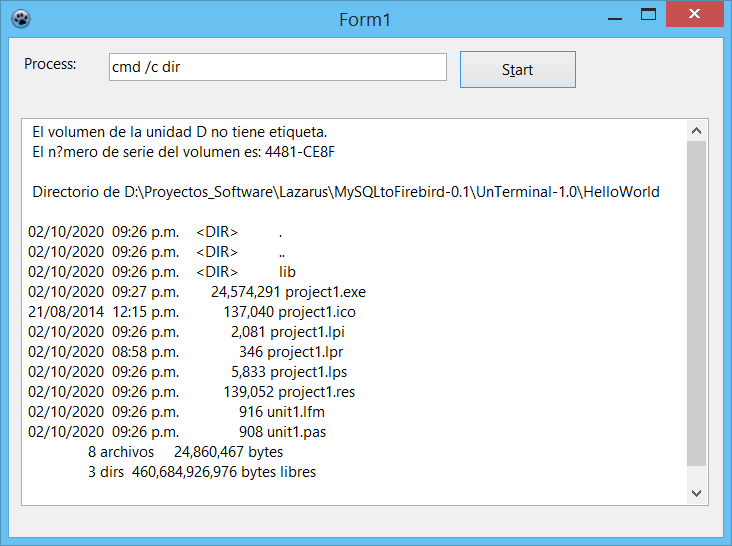 Form1
Process:
cmd /c dir
Start
El volumen de la unidad D no tiene etiqueta.
El n?mero de serie del volumen es: 4481-CE8F
Directorio de D:\Proyectos_Software\Lazarus\MySQLtoFirebird-0.1\UnTerminal-1.0\HelloWorld
02/10/2020  09:26 p.m.    <DIR>          .
02/10/2020  09:26 p.m.    <DIR>          ..
02/10/2020  09:26 p.m.    <DIR>          lib
02/10/2020  09:27 p.m.        24,574,291 project1.exe
21/08/2014  12:15 p.m.           137,040 project1.ico
02/10/2020  09:26 p.m.             2,081 project1.lpi
02/10/2020  08:58 p.m.               346 project1.lpr
02/10/2020  09:26 p.m.             5,833 project1.lps
02/10/2020  09:26 p.m.           139,052 project1.res
02/10/2020  09:26 p.m.               916 unit1.lfm
02/10/2020  09:26 p.m.               908 unit1.pas
8 archivos     24,860,467 bytes
3 dirs  460,684,926,976 bytes libres